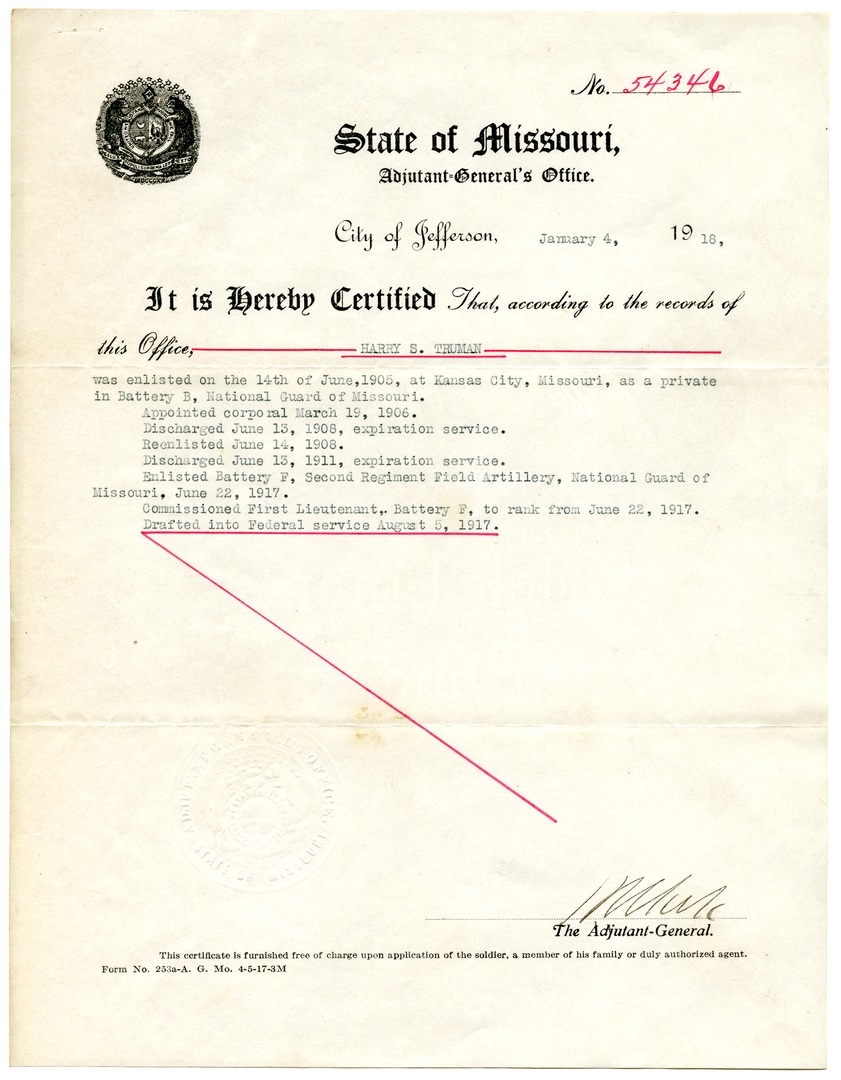 No. 54346
State of Missouri,
Adjutant-General's Office.
City of Jefferson, January 4, 1918,
It is Hereby Certified That, according to the records of
this Office, HARRY S. TRUMAN
was enlisted on the 14th of June,1905, at Kansas City, Missouri, as a private
in Battery B, National Guard of Missouri.
Appointed corporal March 19, 1906.
Discharged June 13, 1908, expiration service.
Reenlisted June 14, 1908.
Discharged June 13, 1911, expiration service.
Enlisted Battery F, Second Regiment Field Artillery, National Guard of
Missouri, June 22, 1917.
Commissioned First Lieutenant,. Battery F, to rank from June 22, 1917.
Drafted into Federal service August 5, 1917.
ADJUTANT GENERAL'S OFFICE
STATE OF MISSOURI
The Adjutant-General.
This certificate is furnished free of charge upon application of the soldier, a member of his family or duly authorized agent.
Form No. 253a-A. G. Mo. 4-5-17-3M